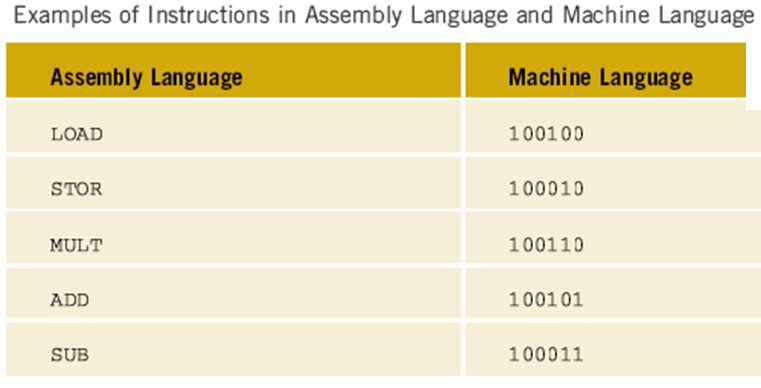 Examples of Instructions in Assembly Language and Machine Language
Assembly Language Machine Language
LOAD 100100
STOR 100010
MULT 100110
ADD 100101
SUB 100011